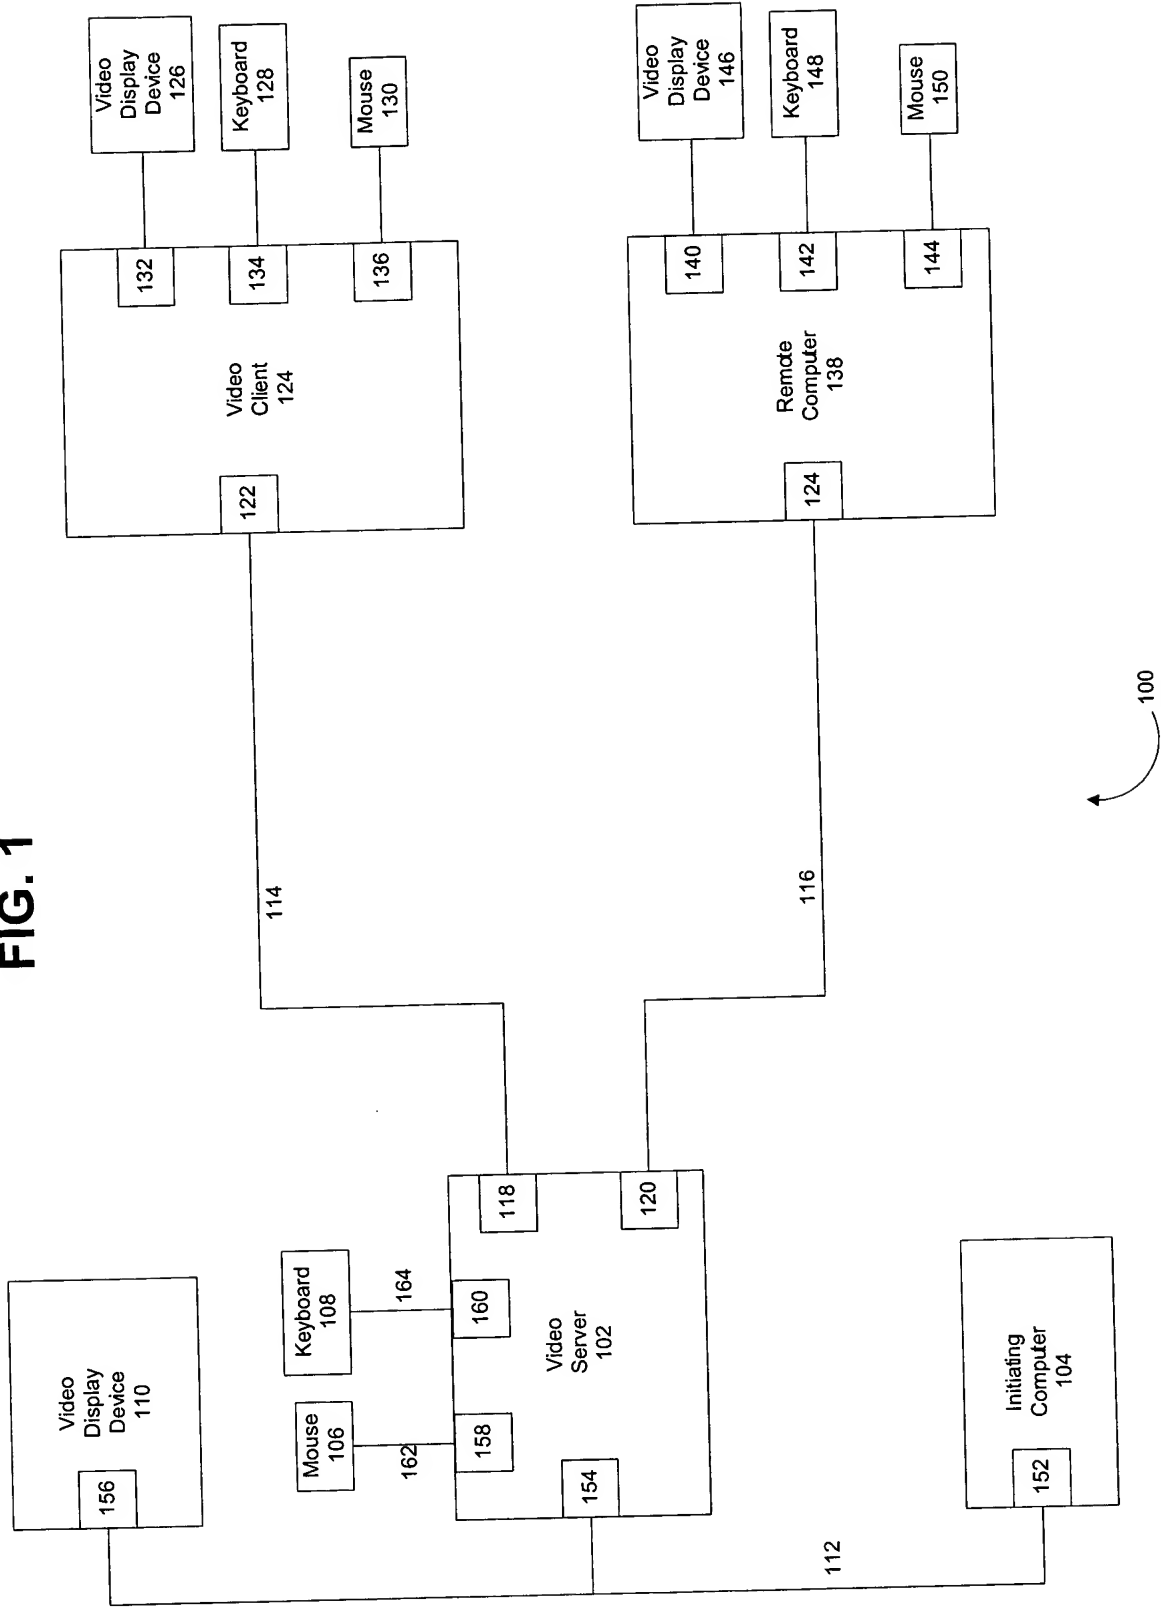 FIG. 1
Video
Display
Device
110
156
Mouse
106
162
Keyboard
108
164
158
160
154
Video
Server
102
118
120
Initiating
Computer
104
152
112
114
116
122
Video
Client
124
132
134
136
Video
Display
Device
126
Keyboard
128
Mouse
130
124
Remote
Computer
138
140
142
144
Video
Display
Device
146
Keyboard
148
Mouse
150
100